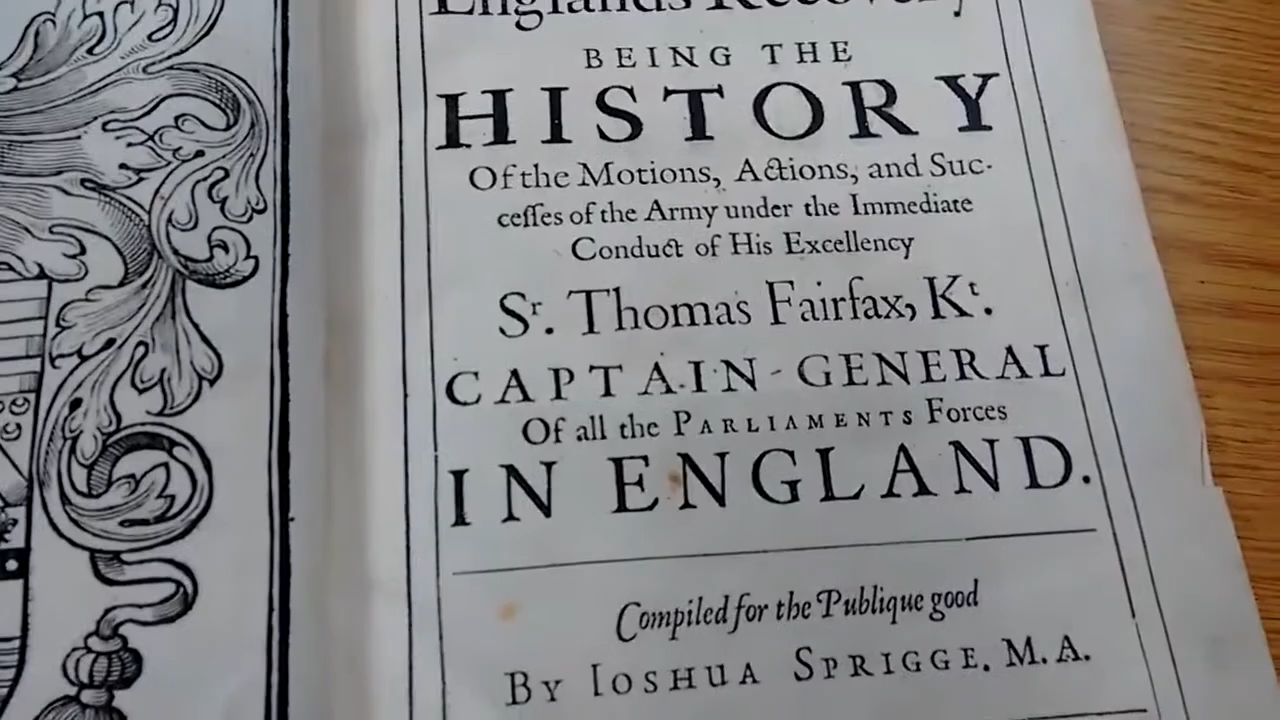 Englands Recovery
BEING THE
HISTORY
Of the Motions, Actions, and Suc-
ceſſes of the Army under the Immediate
Conduct of His Excellency
Sr. Thomas Fairfax, Kt.
CAPTAIN-GENERAL
Of all the PARLIAMENTS Forces
IN ENGLAND.
Compiled for the Publique good
BY IOSHUA SPRIGGE. M.A.